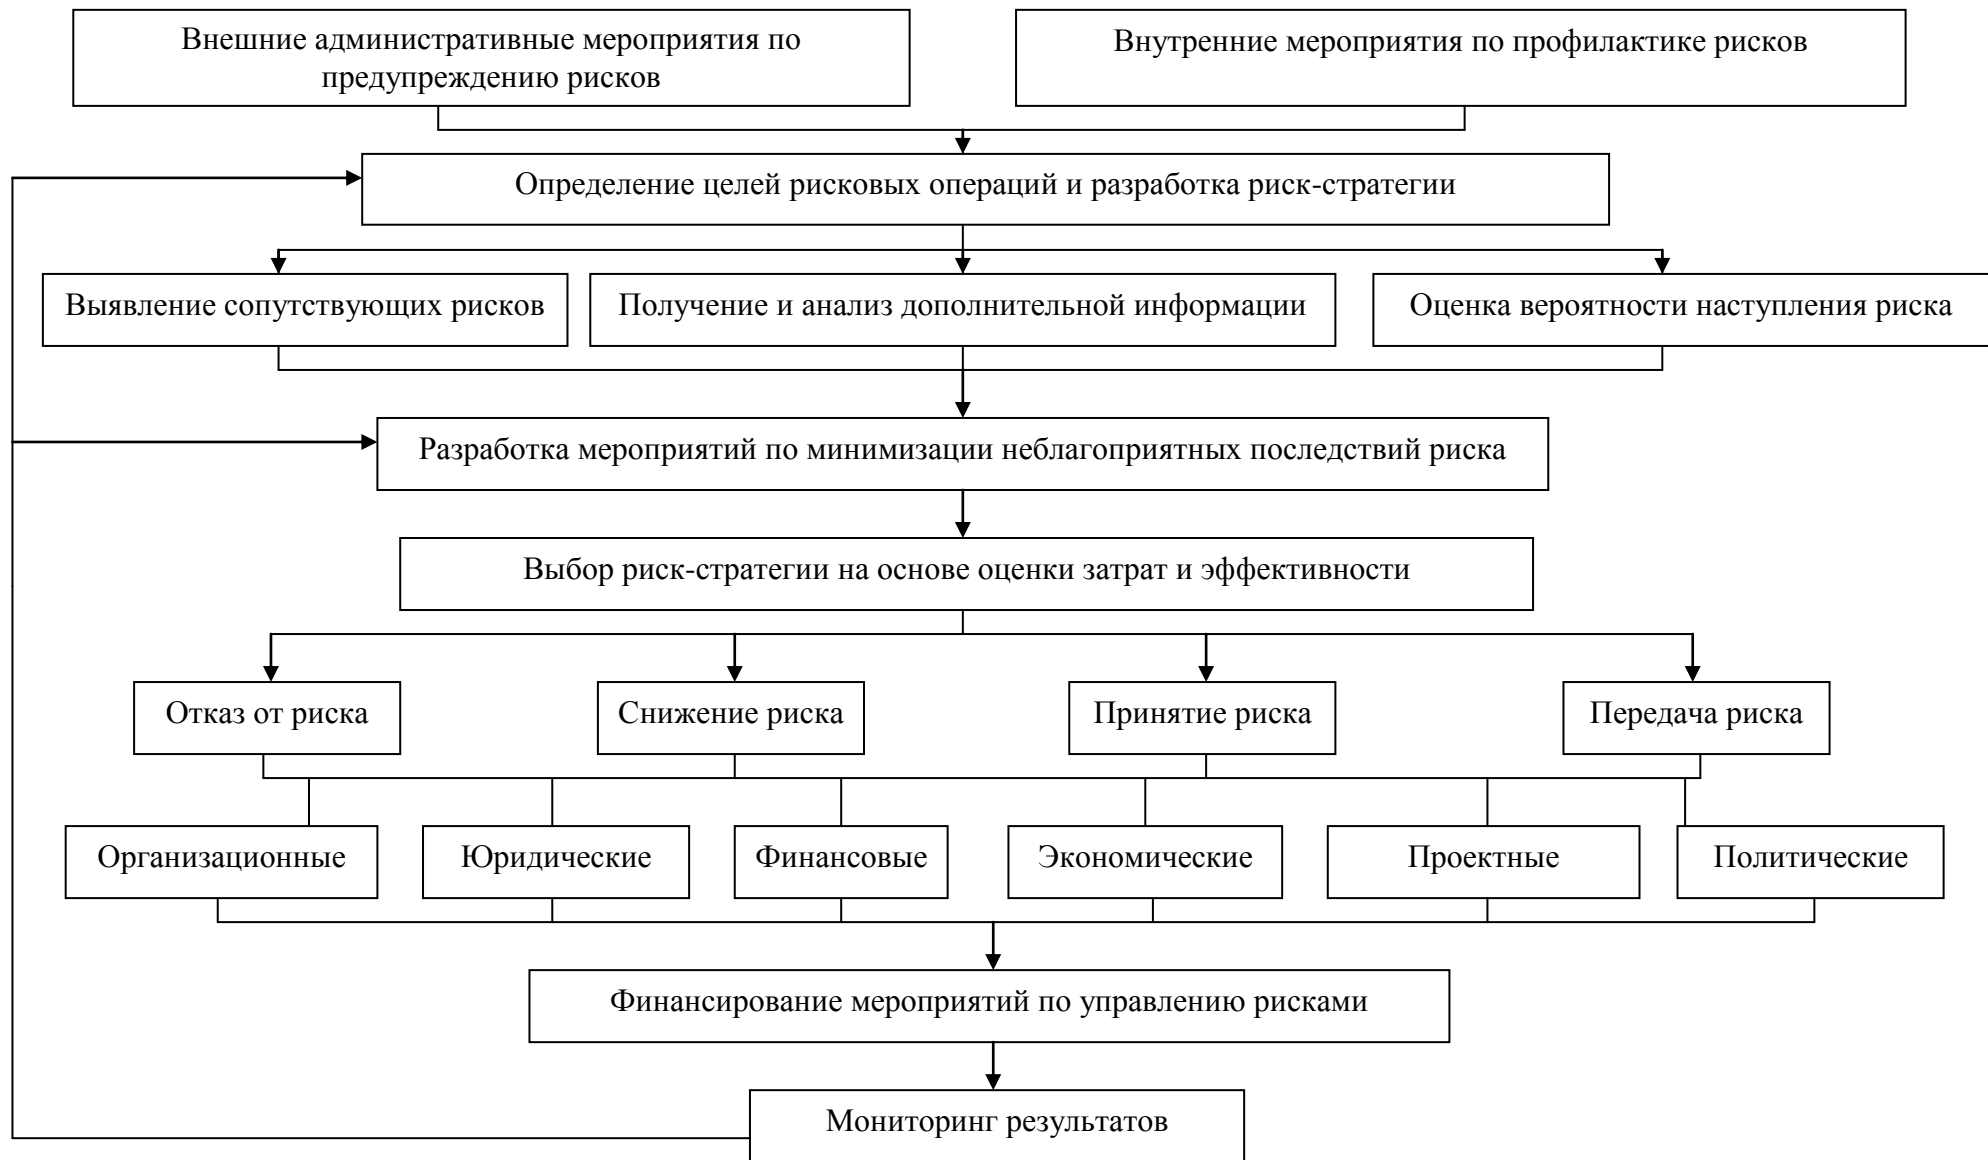 Внешние административные мероприятия по
предупреждению рисков
Внутренние мероприятия по профилактике рисков
Определение целей рисковых операций и разработка риск-стратегии
Выявление сопутствующих рисков
Получение и анализ дополнительной информации
Оценка вероятности наступления риска
Разработка мероприятий по минимизации неблагоприятных последствий риска
Выбор риск-стратегии на основе оценки затрат и эффективности
Отказ от риска
Снижение риска
Принятие риска
Передача риска
Организационные
Юридические
Финансовые
Экономические
Проектные
Политические
Финансирование мероприятий по управлению рисками
Мониторинг результатов